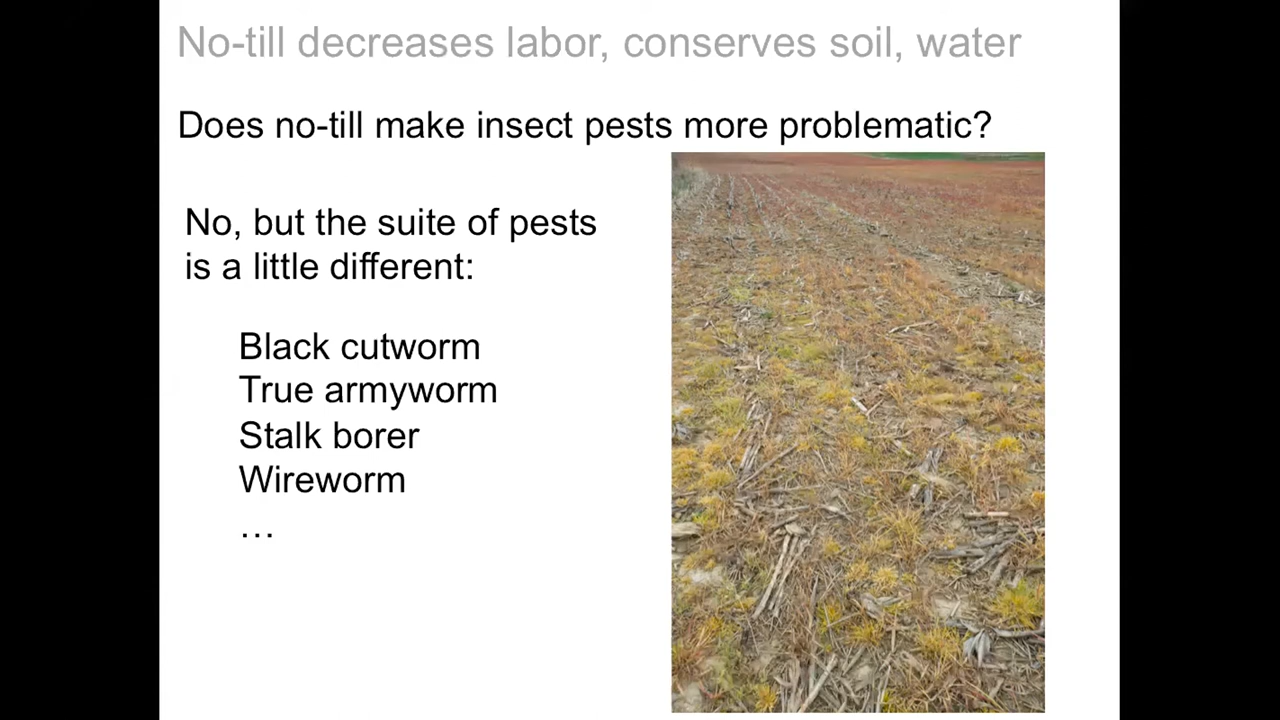 No-till decreases labor, conserves soil, water
Does no-till make insect pests more problematic?
No, but the suite of pests
is a little different:
Black cutworm
True armyworm
Stalk borer
Wireworm
…